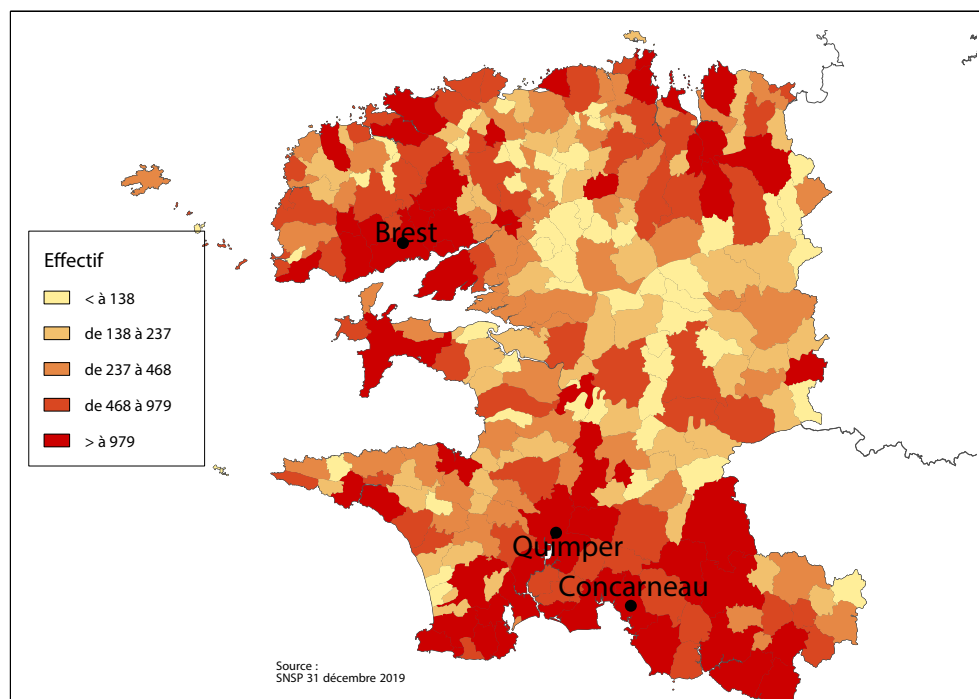 Brest
Effectif
< à 138
de 138 à 237
de 237 à 468
de 468 à 979
> à 979
Quimper
Concarneau
Source :
SNSP 31 décembre 2019